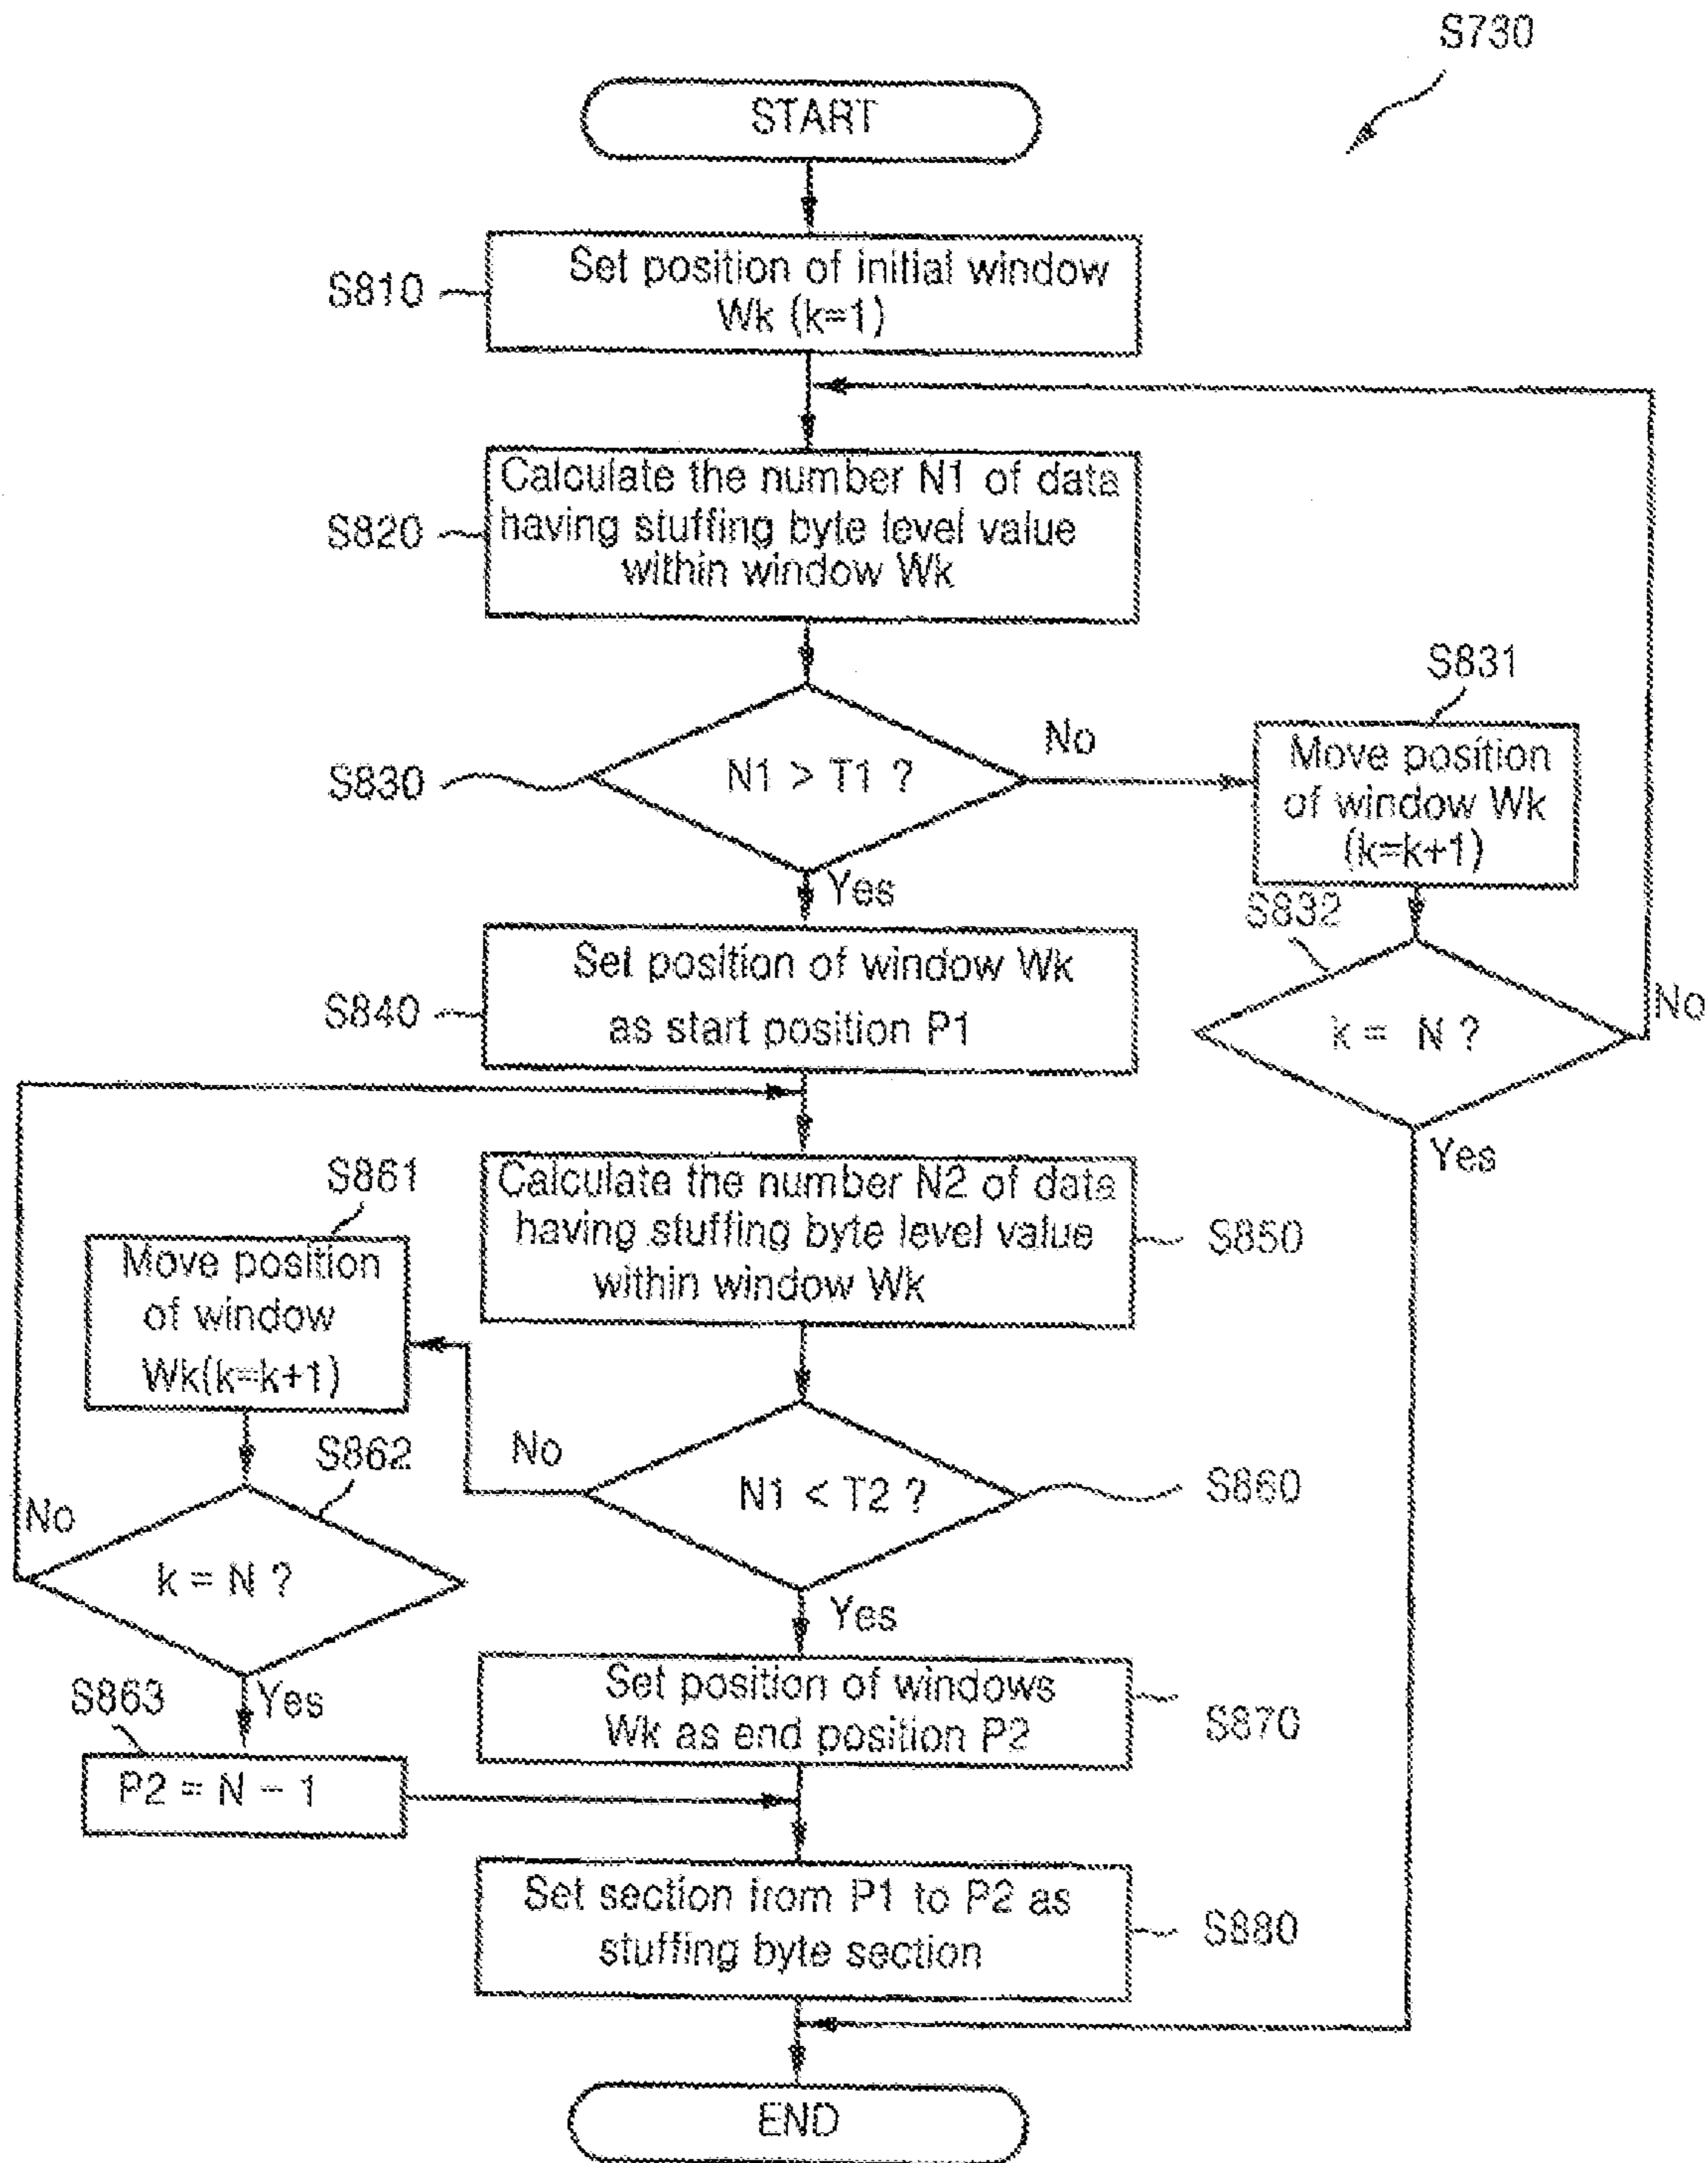 S730
START
S810
Set position of initial window
Wk (k=1)
S820
Calculate the number N1 of data
having stuffing byte level value
within window Wk
S830
N1 > T1 ?
No
Yes
S831
Move position
of window Wk
(k=k+1)
S832
k = N ?
No
Yes
S840
Set position of window Wk
as start position P1
S850
Calculate the number N2 of data
having stuffing byte level value
within window Wk
S861
Move position
of window
Wk(k=k+1)
S860
N1 < T2 ?
No
Yes
S862
k = N ?
No
Yes
S863
P2 = N - 1
S870
Set position of windows
Wk as end position P2
S880
Set section from P1 to P2 as
stuffing byte section
END